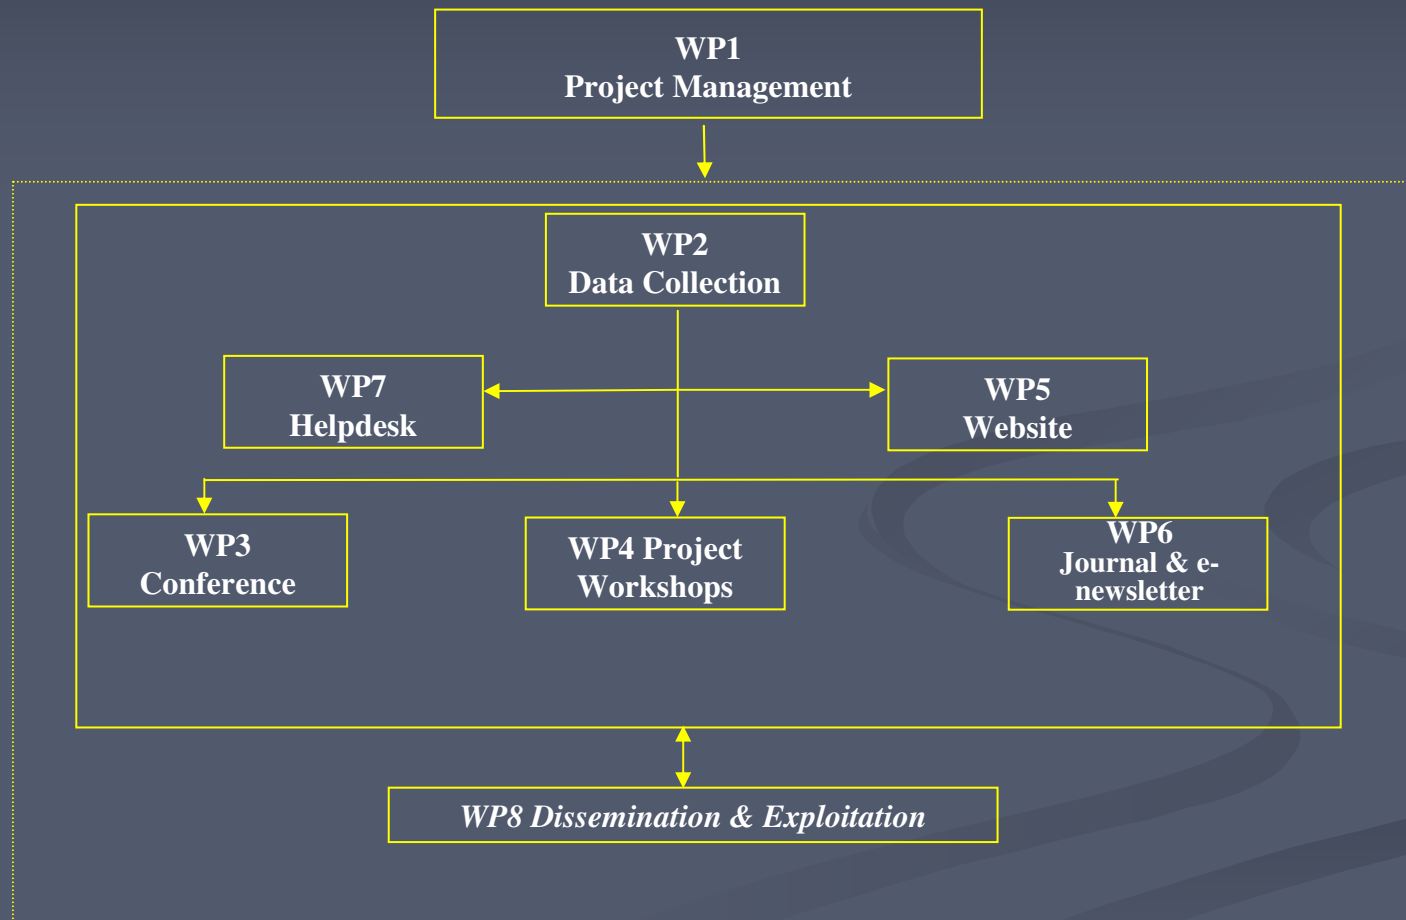 WP1
Project Management
WP2
Data Collection
WP7
Helpdesk
WP5
Website
WP3
Conference
WP4 Project
Workshops
WP6
Journal & e-
newsletter
WP8 Dissemination & Exploitation